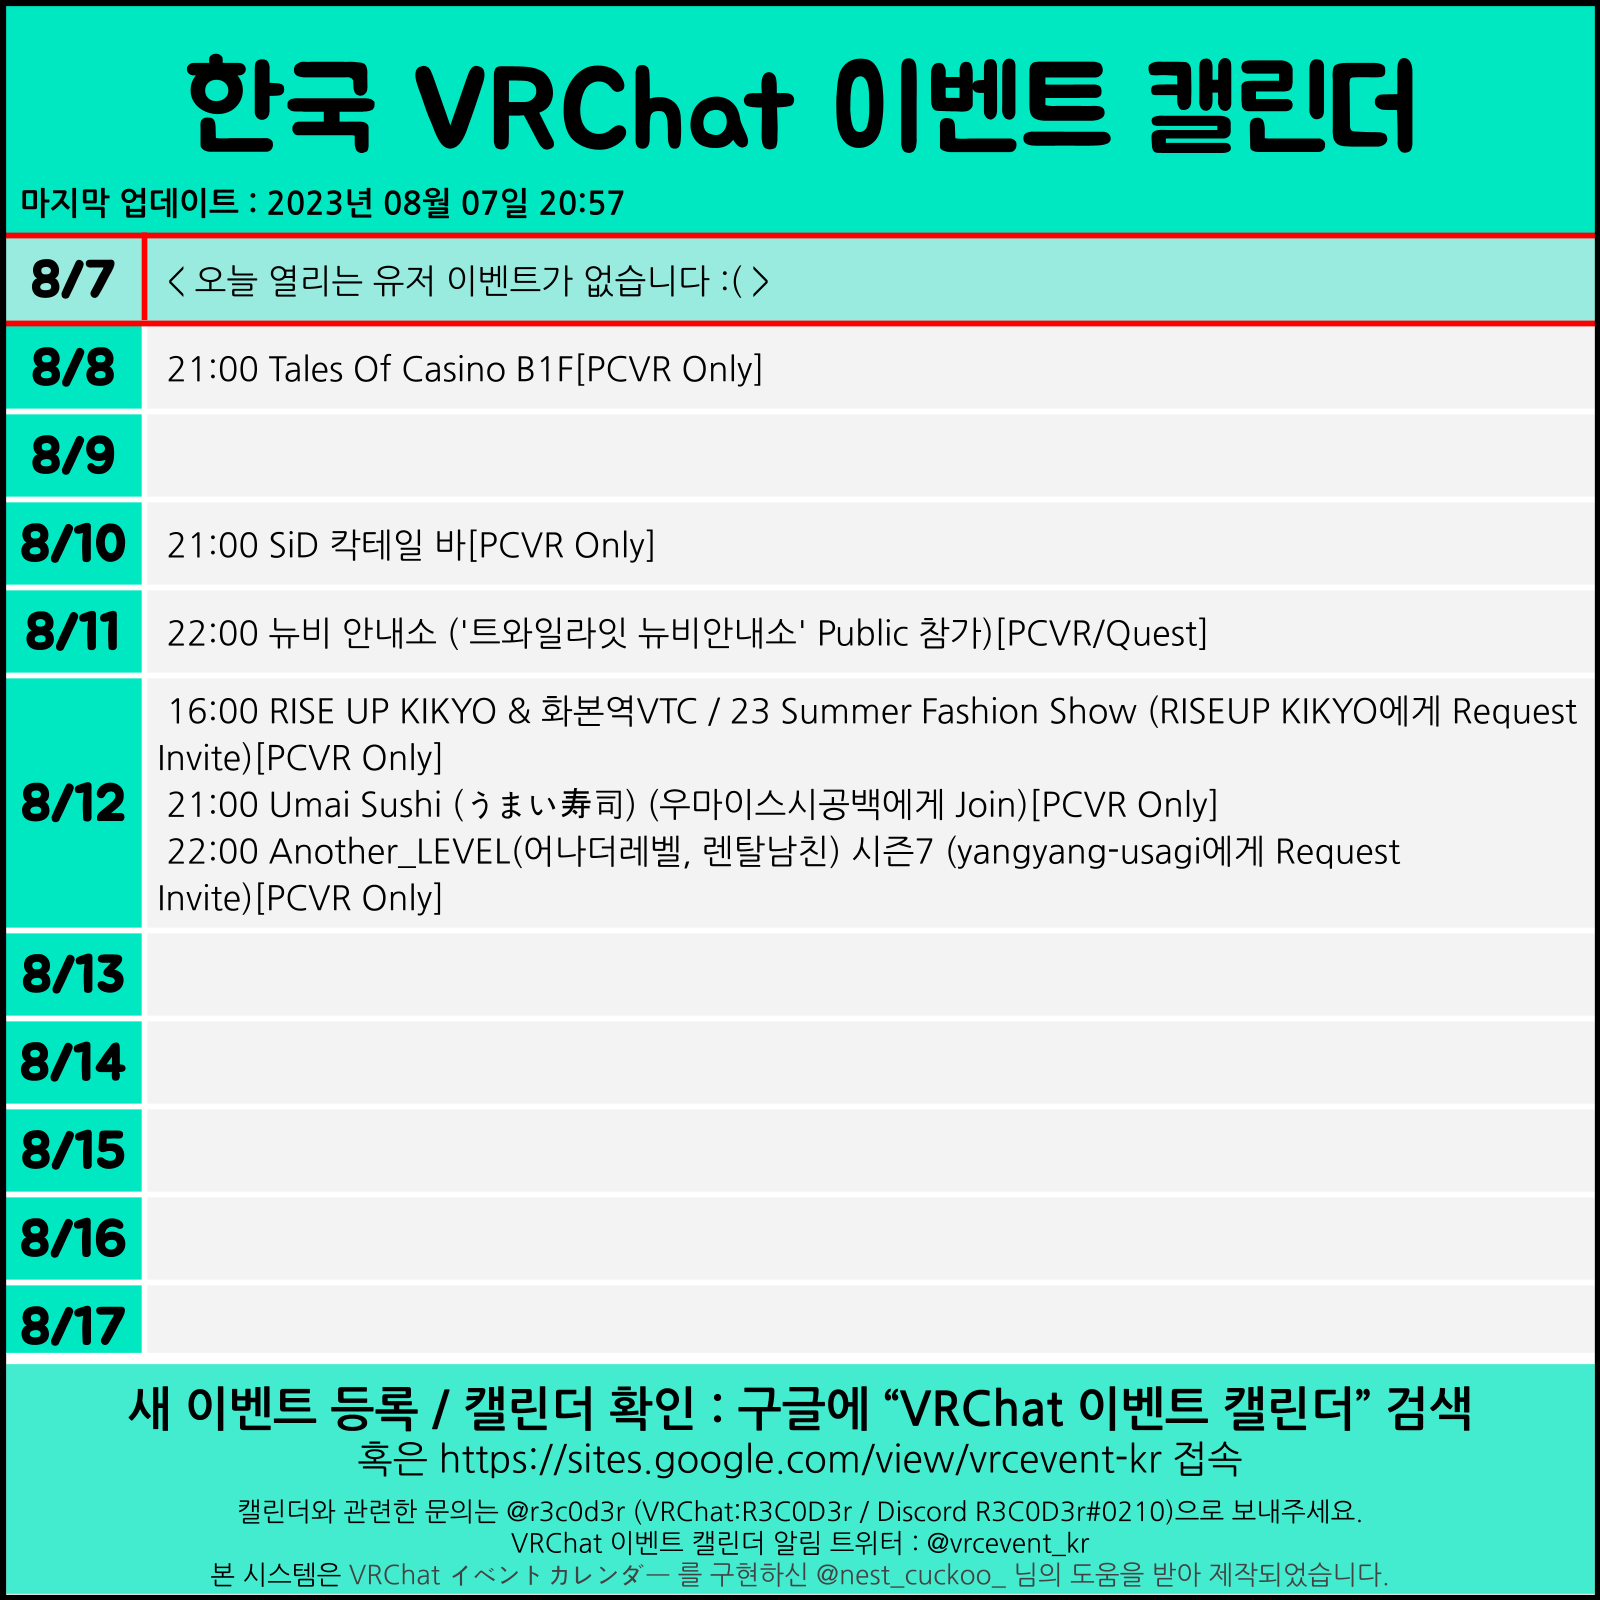 한국 VRChat 이벤트 캘린더
마지막 업데이트 : 2023년 08월 07일 20:57
8/7 < 오늘 열리는 유저 이벤트가 없습니다 :( >
8/8 21:00 Tales Of Casino B1F[PCVR Only]
8/9
8/10 21:00 SiD 칵테일 바[PCVR Only]
8/11 22:00 뉴비 안내소 ('트와일라잇 뉴비안내소' Public 참가)[PCVR/Quest]
8/12 16:00 RISE UP KIKYO & 화본역VTC / 23 Summer Fashion Show (RISEUP KIKYO에게 Request
Invite)[PCVR Only]
21:00 Umai Sushi (うまい寿司) (우마이스시공백에게 Join)[PCVR Only]
22:00 Another_LEVEL(어나더레벨, 렌탈남친) 시즌7 (yangyang-usagi에게 Request
Invite)[PCVR Only]
8/13
8/14
8/15
8/16
8/17
새 이벤트 등록 / 캘린더 확인 : 구글에 “VRChat 이벤트 캘린더” 검색
혹은 https://sites.google.com/view/vrcevent-kr 접속
캘린더와 관련한 문의는 @r3c0d3r (VRChat:R3C0D3r / Discord R3C0D3r#0210)으로 보내주세요.
VRChat 이벤트 캘린더 알림 트위터 : @vrcevent_kr
본 시스템은 VRChat イベントカレンダー 를 구현하신 @nest_cuckoo_ 님의 도움을 받아 제작되었습니다.